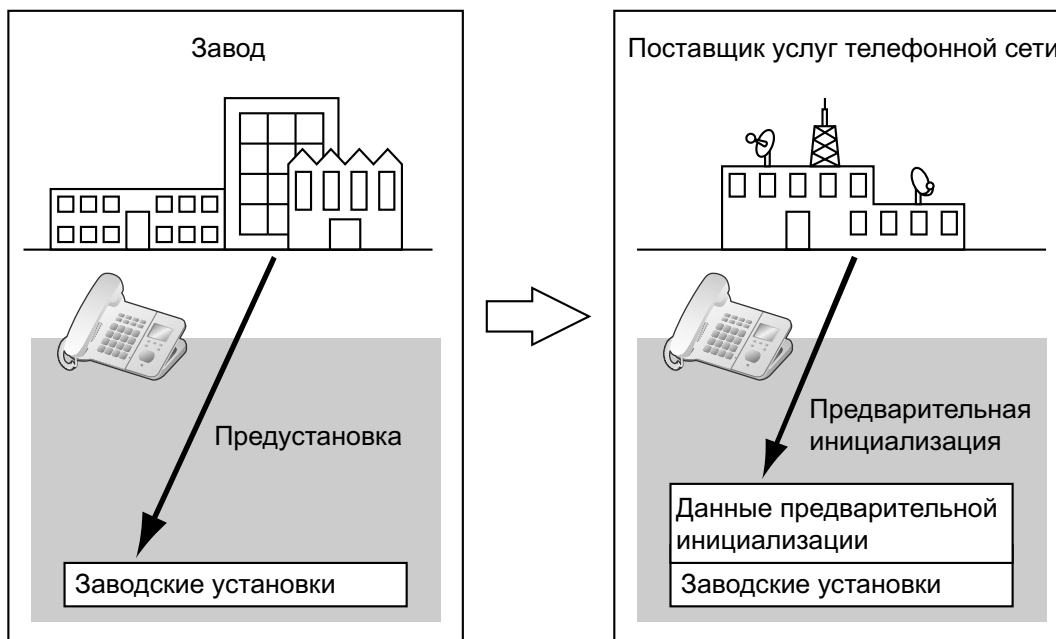 Завод
Предустановка
Заводские установки
Поставщик услуг телефонной сети
Предварительная
инициализация
Данные предварительной
инициализации
Заводские установки